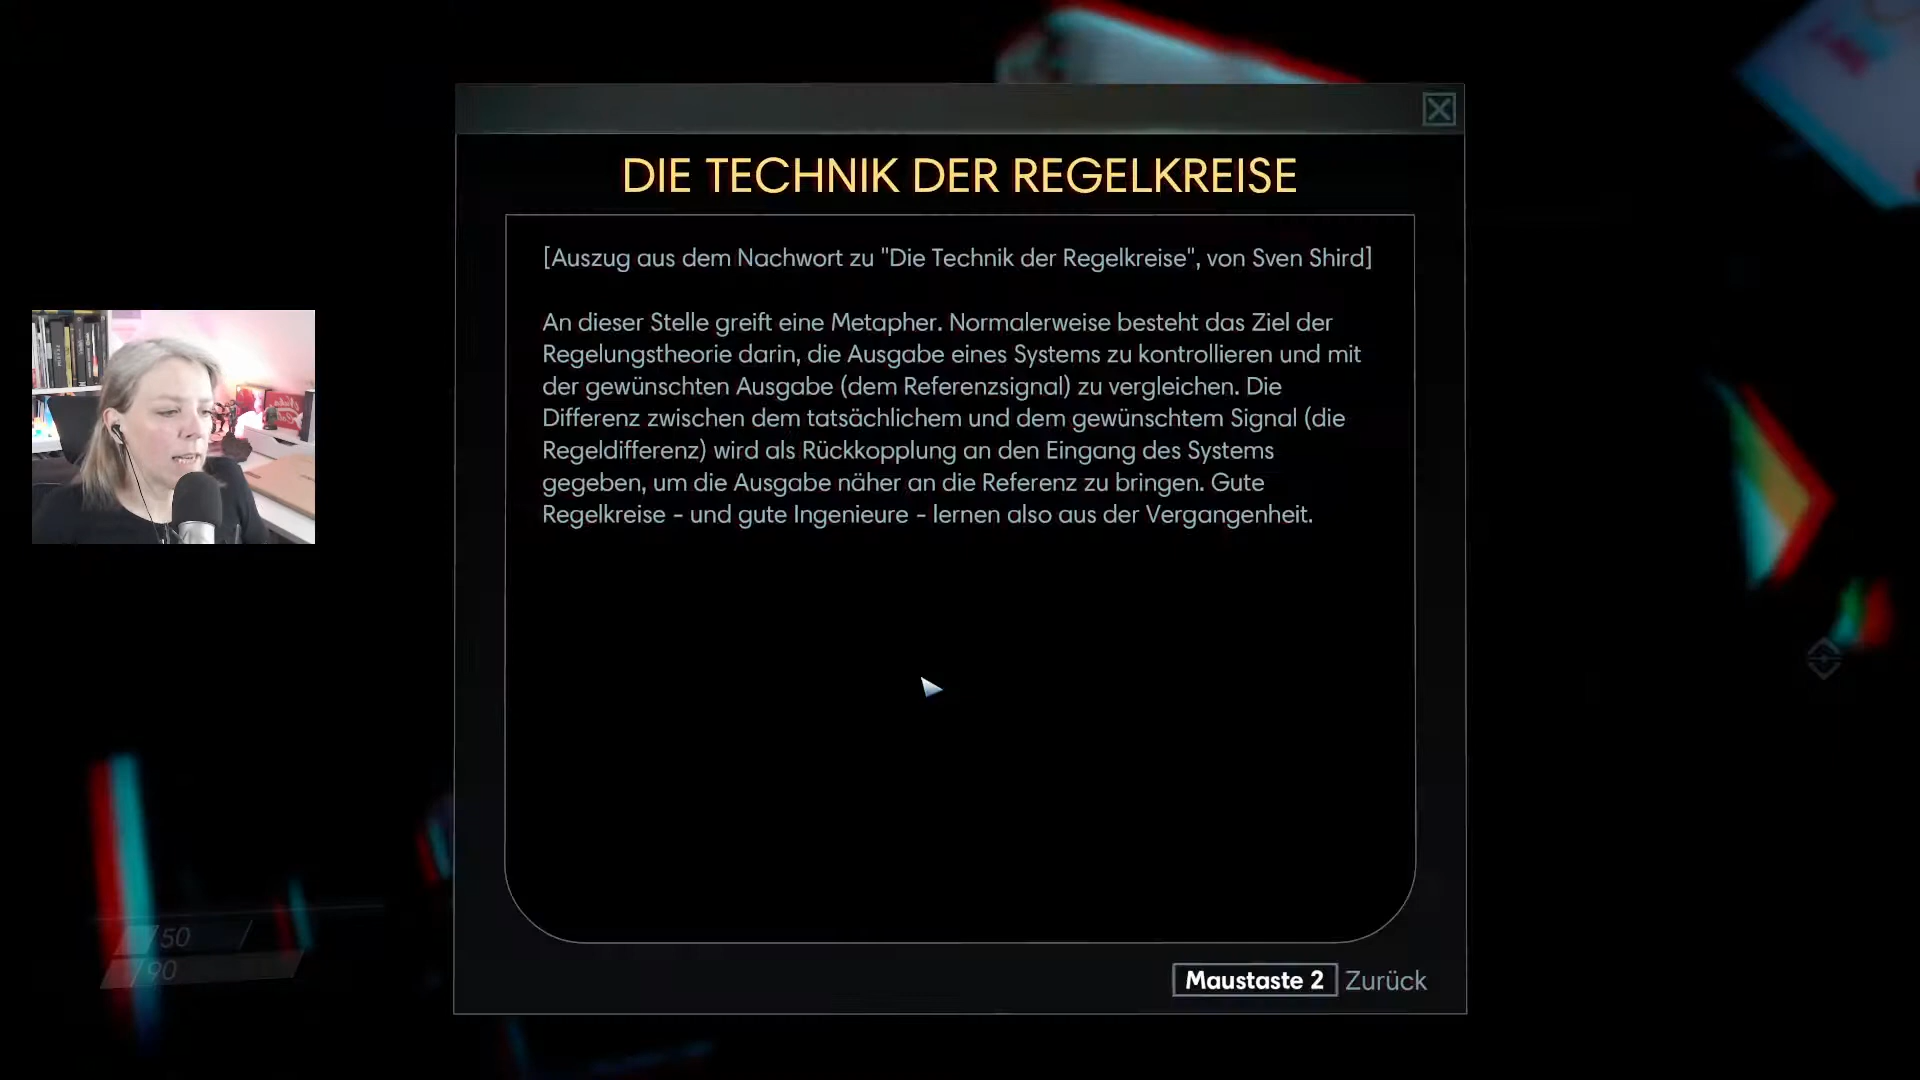 DIE TECHNIK DER REGELKREISE
[Auszug aus dem Nachwort zu "Die Technik der Regelkreise", von Sven Shird]
An dieser Stelle greift eine Metapher. Normalerweise besteht das Ziel der
Regelungstheorie darin, die Ausgabe eines Systems zu kontrollieren und mit
der gewünschten Ausgabe (dem Referenzsignal) zu vergleichen. Die
Differenz zwischen dem tatsächlichem und dem gewünschtem Signal (die
Regeldifferenz) wird als Rückkopplung an den Eingang des Systems
gegeben, um die Ausgabe näher an die Referenz zu bringen. Gute
Regelkreise - und gute Ingenieure - lernen also aus der Vergangenheit.
50
90
Maustaste 2 Zurück